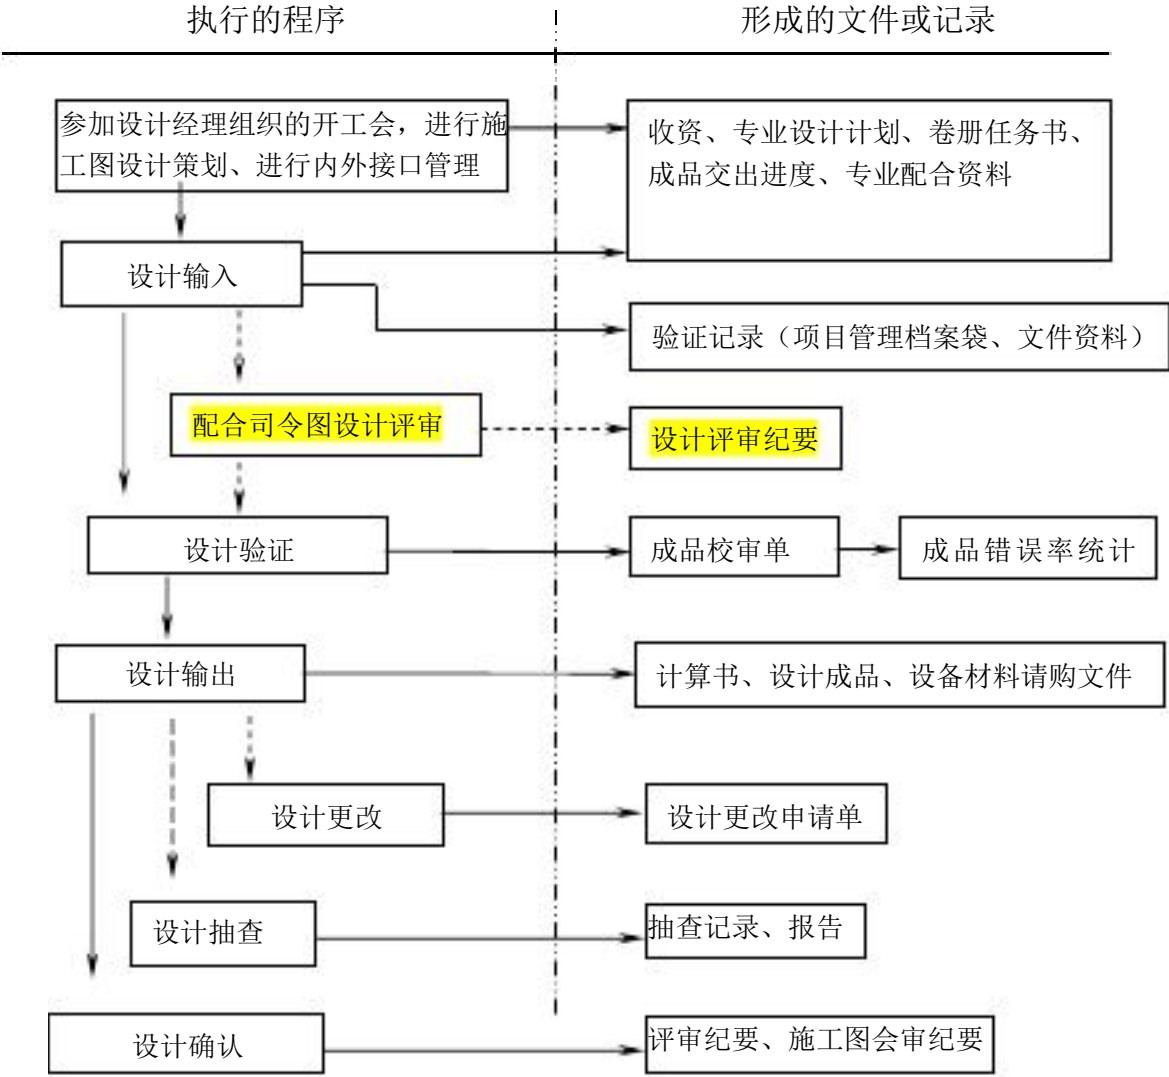 执行的程序
形成的文件或记录
参加设计经理组织的开工会，进行施
工图设计策划、进行内外接口管理
收资、专业设计计划、卷册任务书、
成品交出进度、专业配合资料
设计输入
验证记录（项目管理档案袋、文件资料）
配合司令图设计评审
设计评审纪要
设计验证
成品校审单
成品错误率统计
设计输出
计算书、设计成品、设备材料请购文件
设计更改
设计更改申请单
设计抽查
抽查记录、报告
设计确认
评审纪要、施工图会审纪要